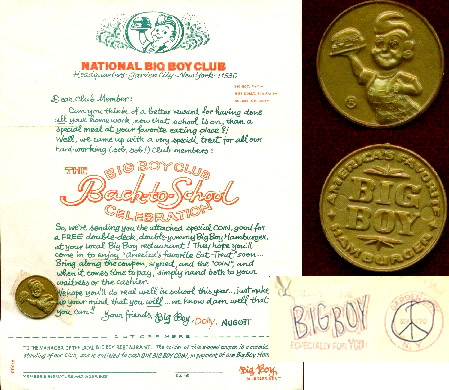 NATIONAL BIG BOY CLUB
Headquarters Garden City - New York 11530
Dear Club Member:
Can you think of a better reward for having done
all your homework, now that school is on, than a
special meal at your favorite eating place?!
Well, we came up with a very special treat for all our
hard-working (sob, sob!) Club members:
THE BIG BOY CLUB
Back-to-School
CELEBRATION
So, we're sending you the attached special COIN, good for
a FREE double-deck, double-yummy Big Boy Hamburger,
at your local Big Boy restaurant! This, hope you'll
come in to enjoy "America's favorite Eat-Treat" soon...
Bring along the coupon, signed, and the "coin", and
when it comes time to pay, simply hand both to your
waitress or the cashier.
We hope you'll do real well in school this year... just make
up your mind that you will... we know darn well that
you can!
Your friends, Big Boy, Dolly, NUGGET
CUT OFF HERE
Big Boy
BIG
BOY
BIG BOY
ESPECIALLY FOR YOU!
N.Y.